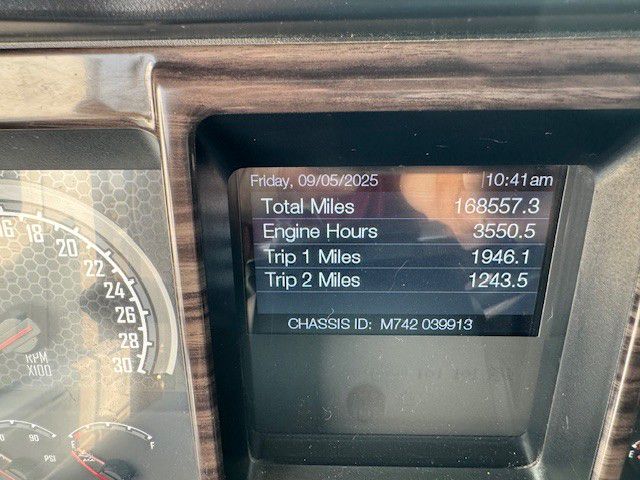 Friday, 09/05/2025 10:41am
Total Miles 168557.3
Engine Hours 3550.5
Trip 1 Miles 1946.1
Trip 2 Miles 1243.5
CHASSIS ID: M742 039913
16 18 20 22 24 26 28 30
RPM
X100
90
PSI
E F
E